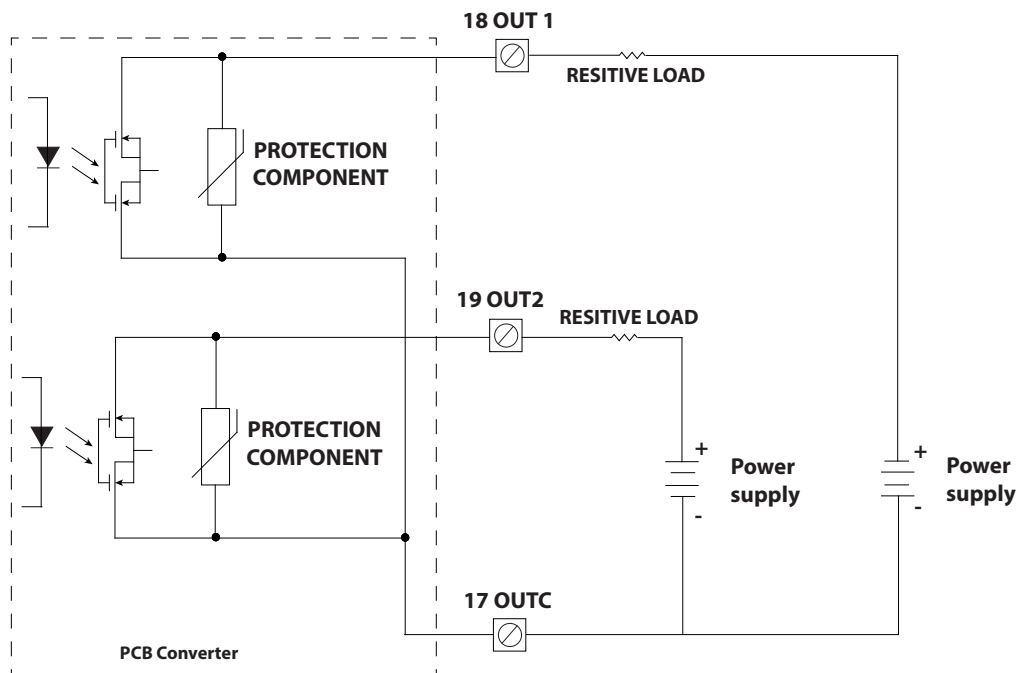 18 OUT 1
RESITIVE LOAD
PROTECTION
COMPONENT
19 OUT2
RESITIVE LOAD
PROTECTION
COMPONENT
+
Power
supply
-
+
Power
supply
-
17 OUTC
PCB Converter